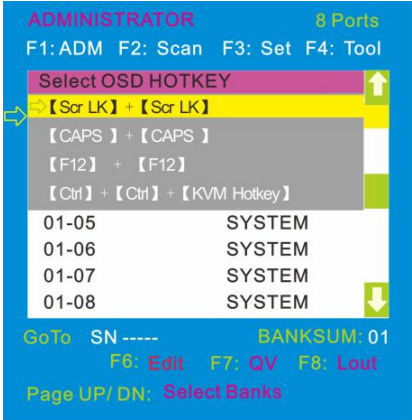 ADMINISTRATOR 8 Ports
F1: ADM F2: Scan F3: Set F4: Tool
Select OSD HOTKEY
【Scr LK】 + 【Scr LK】
【CAPS 】 + 【CAPS 】
【F12】 + 【F12】
【Ctrl】 + 【Ctrl】 + 【KVM Hotkey】
01-05 SYSTEM
01-06 SYSTEM
01-07 SYSTEM
01-08 SYSTEM
GoTo SN ----- BANKSUM: 01
F6: Edit F7: QV F8: Lout
Page UP/ DN: Select Banks